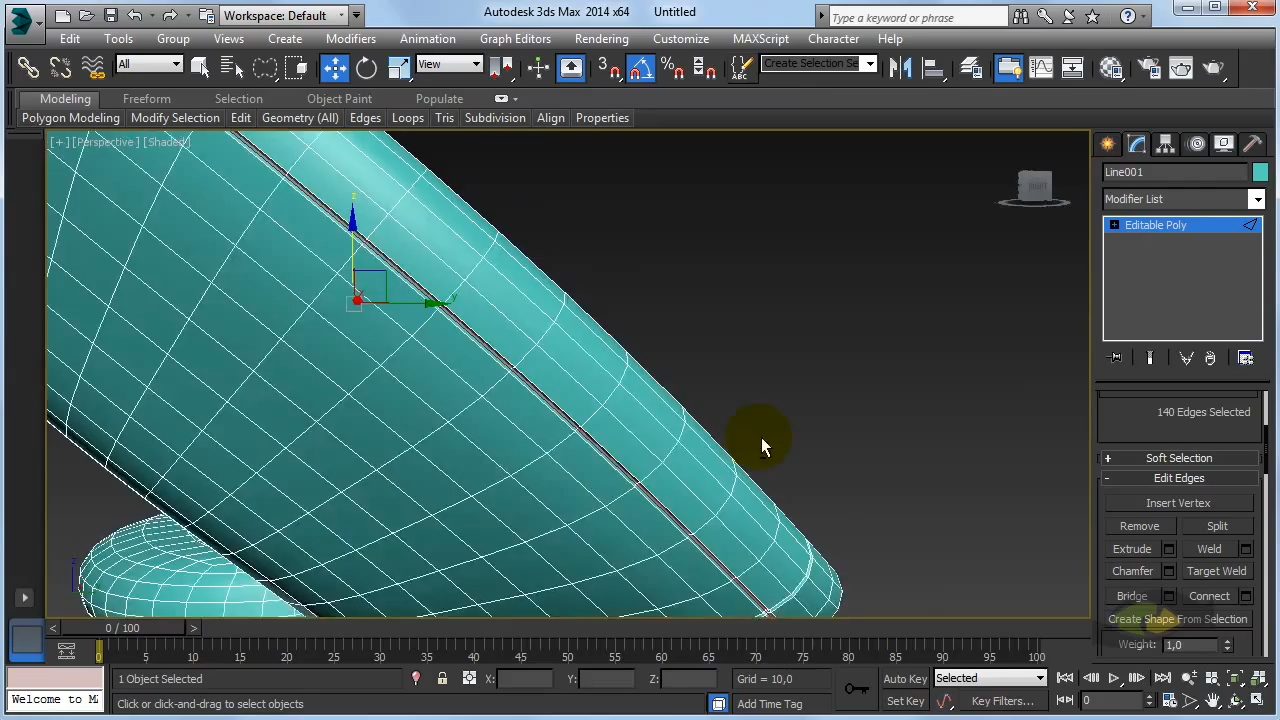 Workspace: Default
Autodesk 3ds Max 2014 x64 Untitled
Type a keyword or phrase
Edit Tools Group Views Create Modifiers Animation Graph Editors Rendering Customize MAXScript Character Help
All View 3 Create Selection Se
Modeling Freeform Selection Object Paint Populate
Polygon Modeling Modify Selection Edit Geometry (All) Edges Loops Tris Subdivision Align Properties
[+] [Perspective] [Shaded]
Line001
Modifier List
Editable Poly
z
y
140 Edges Selected
+ Soft Selection
- Edit Edges
Insert Vertex
Remove Split
Extrude Weld
Chamfer Target Weld
Bridge Connect
Create Shape From Selection
Weight: 1,0
< 0 / 100 >
0 5 10 15 20 25 30 35 40 45 50 55 60 65 70 75 80 85 90 95 100
1 Object Selected X: Y: Z: Grid = 10,0 Auto Key Selected
Welcome to M Click or click-and-drag to select objects Add Time Tag Set Key Key Filters... 0